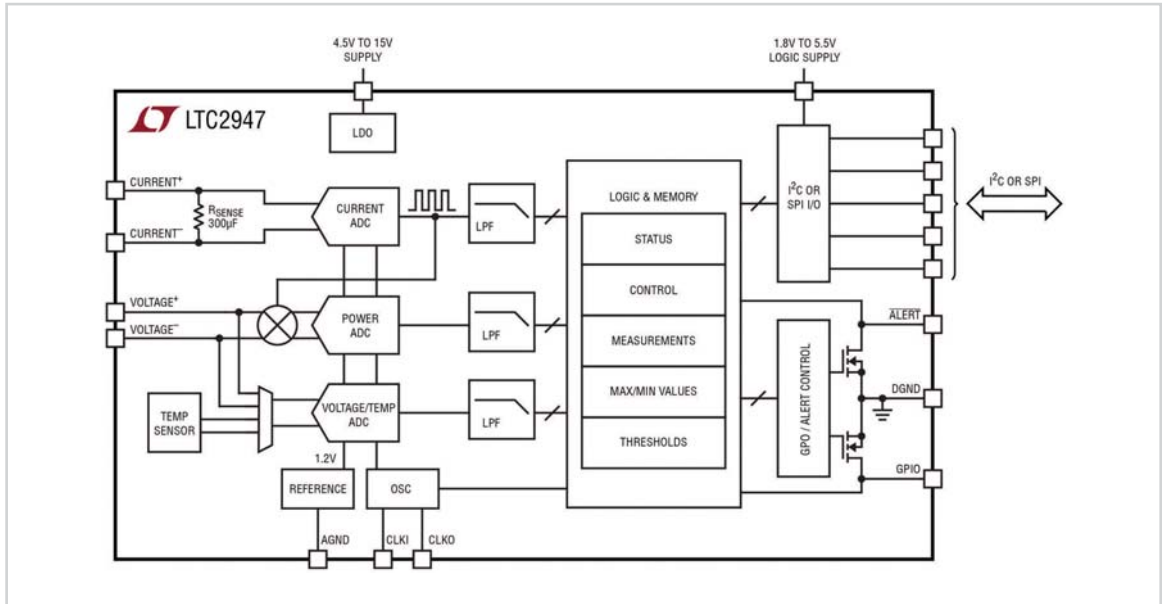 4.5V TO 15V
SUPPLY
1.8V TO 5.5V
LOGIC SUPPLY
LTC2947
LDO
CURRENT+
RSENSE
300µF
CURRENT–
CURRENT
ADC
LPF
LOGIC & MEMORY
STATUS
CONTROL
MEASUREMENTS
MAX/MIN VALUES
THRESHOLDS
I2C OR
SPI I/O
I2C OR SPI
VOLTAGE+
VOLTAGE–
POWER
ADC
LPF
TEMP
SENSOR
VOLTAGE/TEMP
ADC
LPF
1.2V
REFERENCE
OSC
AGND
CLKI
CLKO
GPO / ALERT CONTROL
ALERT
DGND
GPIO